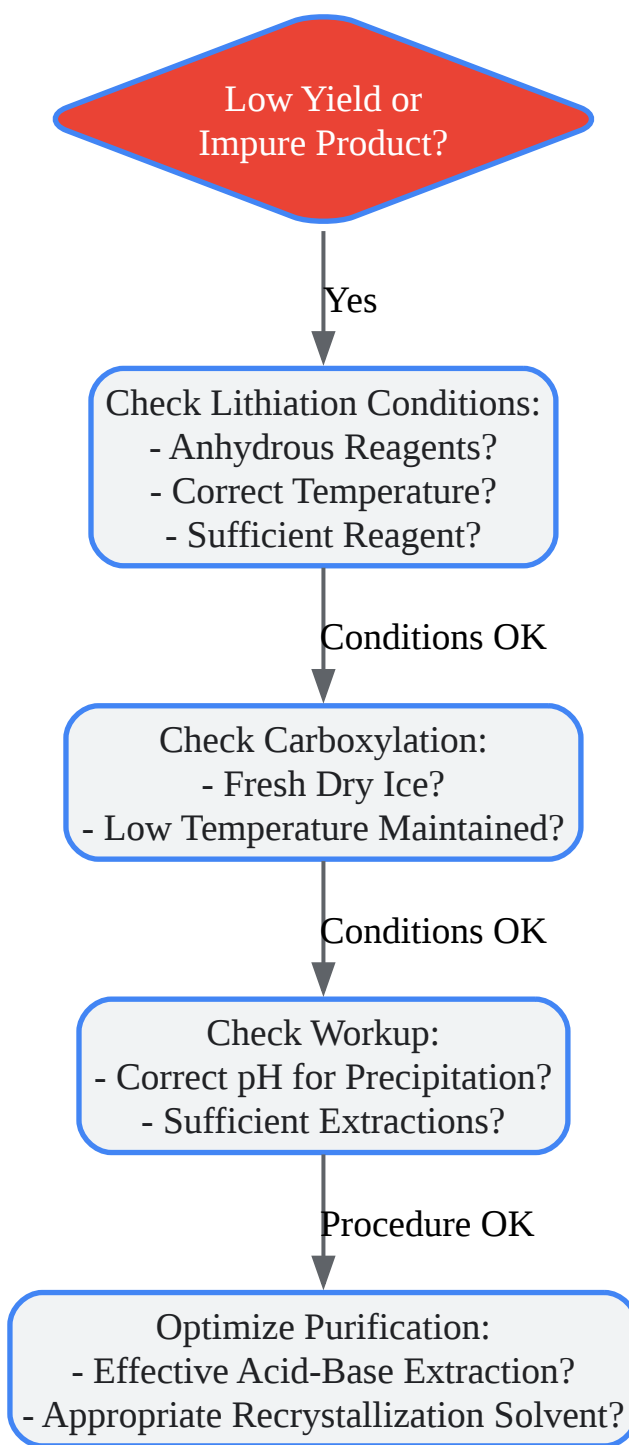 Low Yield or
Impure Product?
Yes
Check Lithiation Conditions:
- Anhydrous Reagents?
- Correct Temperature?
- Sufficient Reagent?
Conditions OK
Check Carboxylation:
- Fresh Dry Ice?
- Low Temperature Maintained?
Conditions OK
Check Workup:
- Correct pH for Precipitation?
- Sufficient Extractions?
Procedure OK
Optimize Purification:
- Effective Acid-Base Extraction?
- Appropriate Recrystallization Solvent?